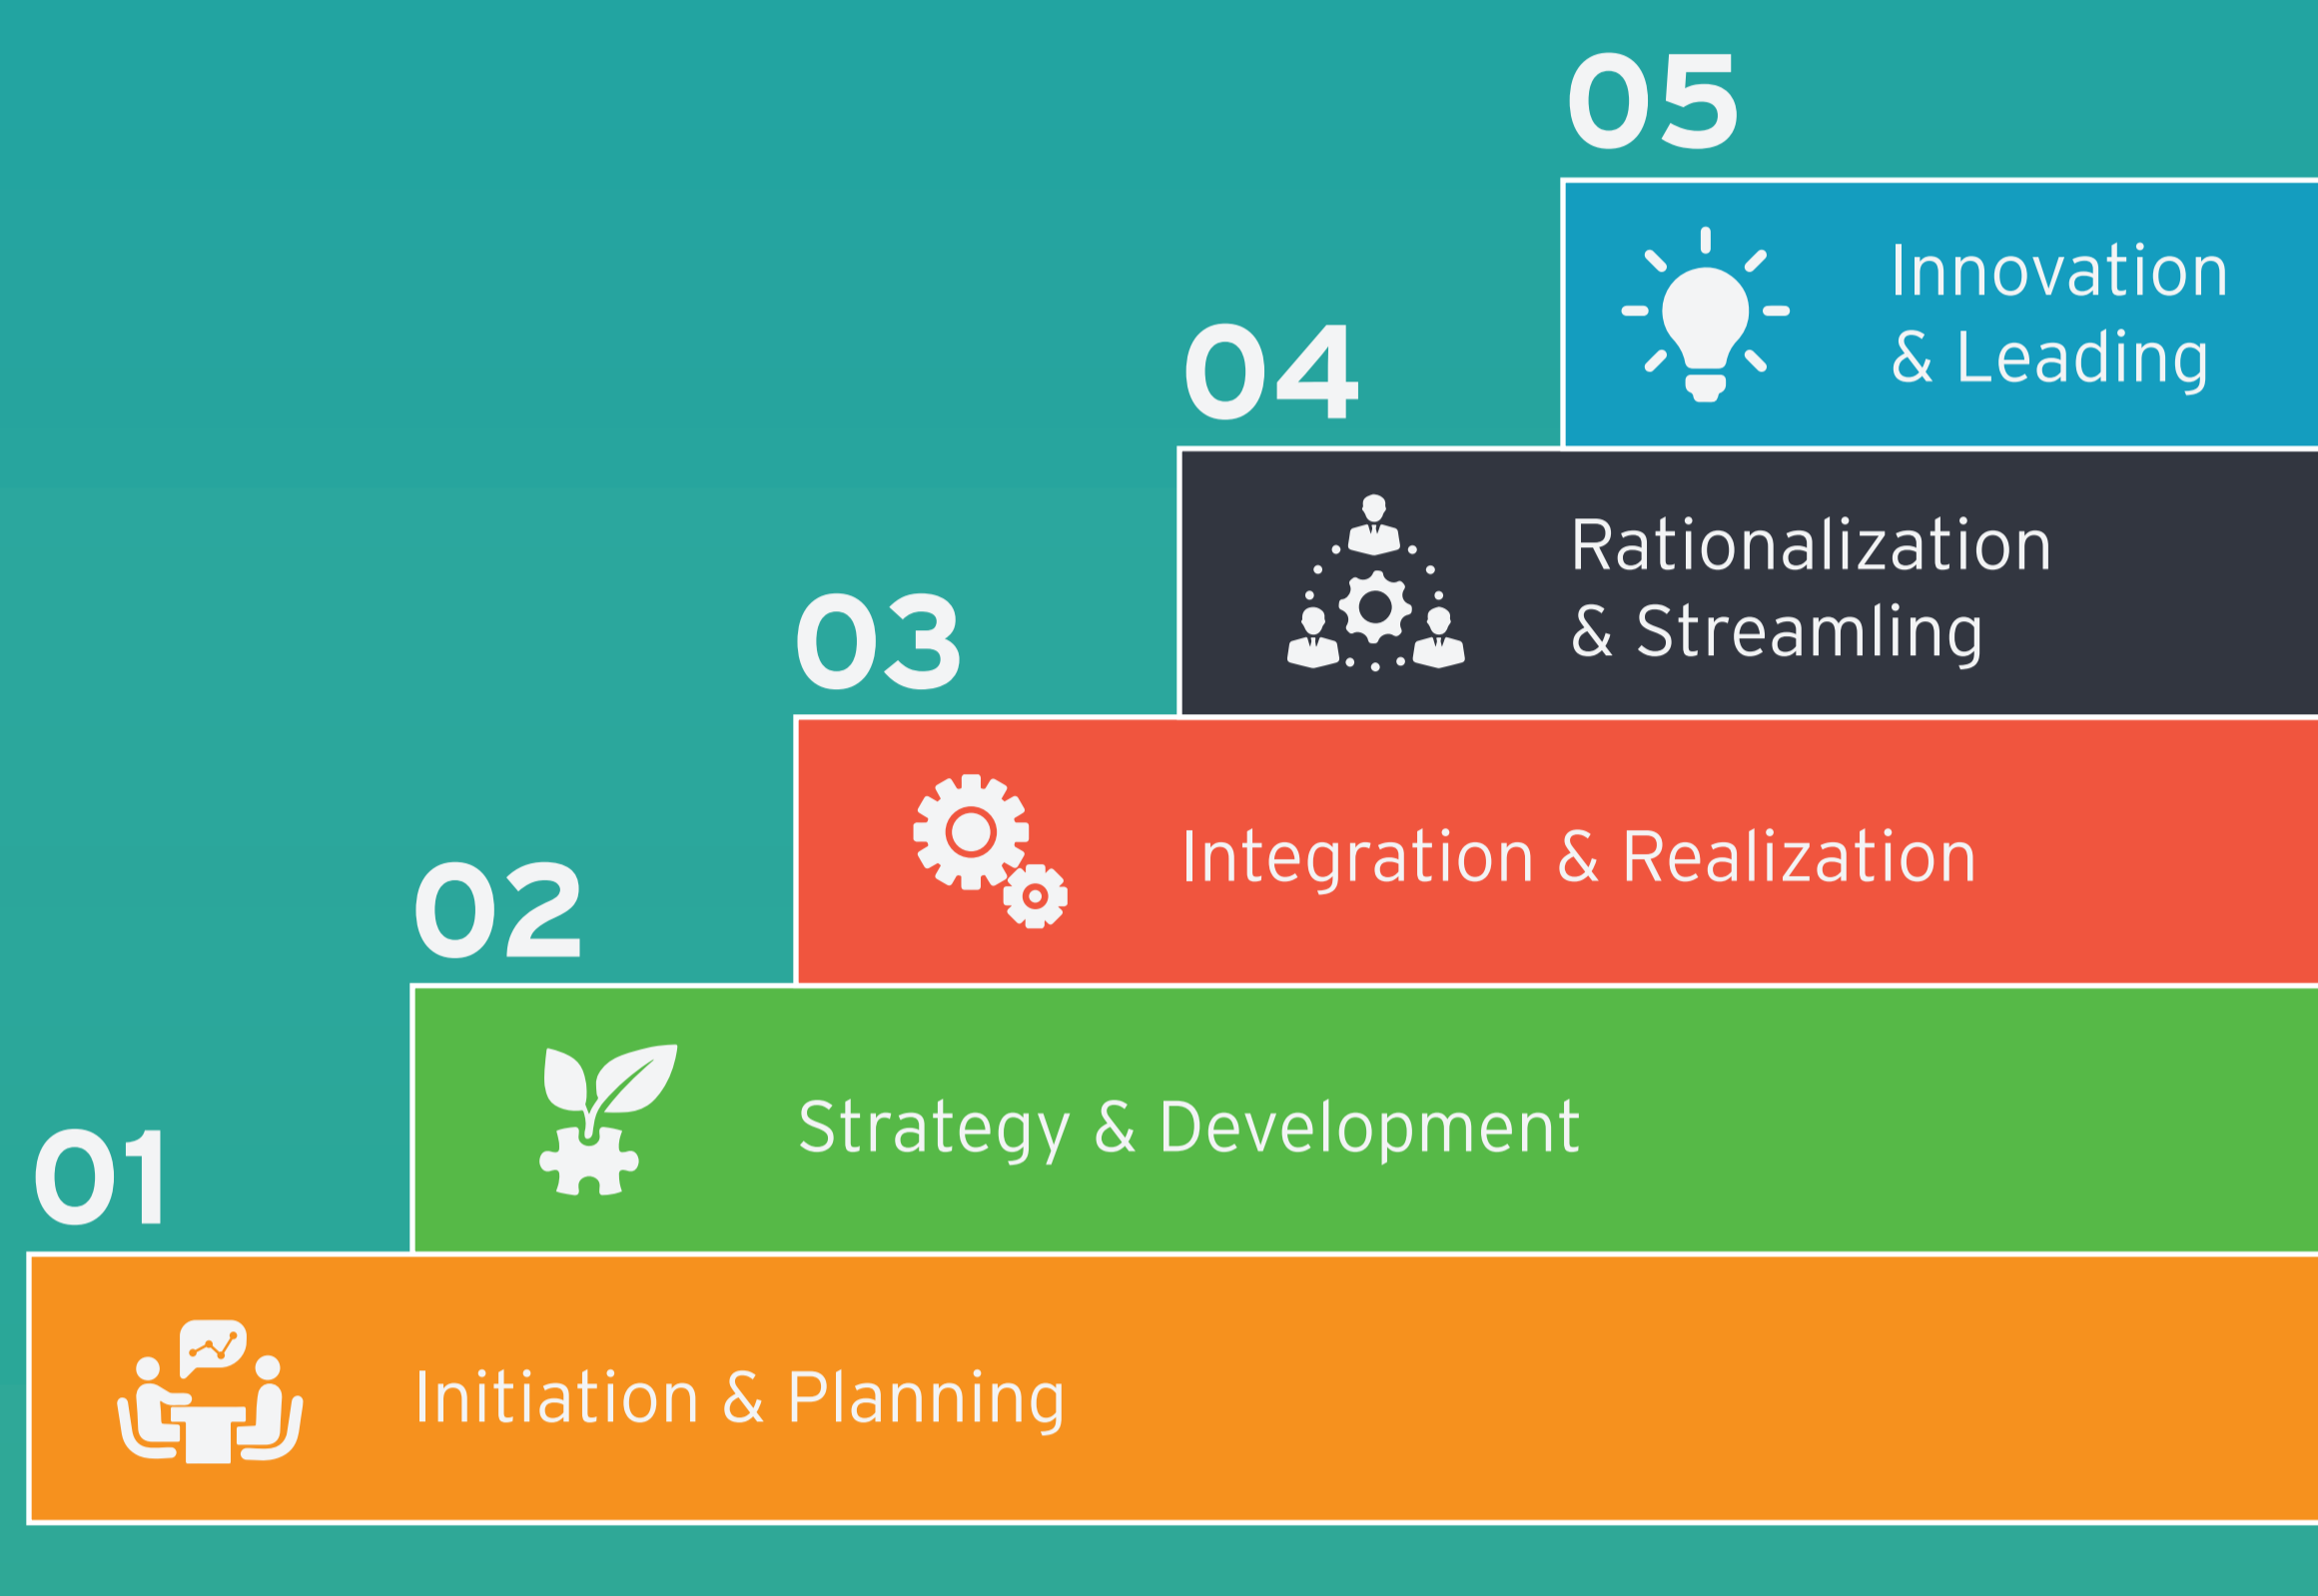 05
Innovation
& Leading
04
Rationalization
& Streamling
03
Integration & Realization
02
Strategy & Development
01
Initiation & Planning